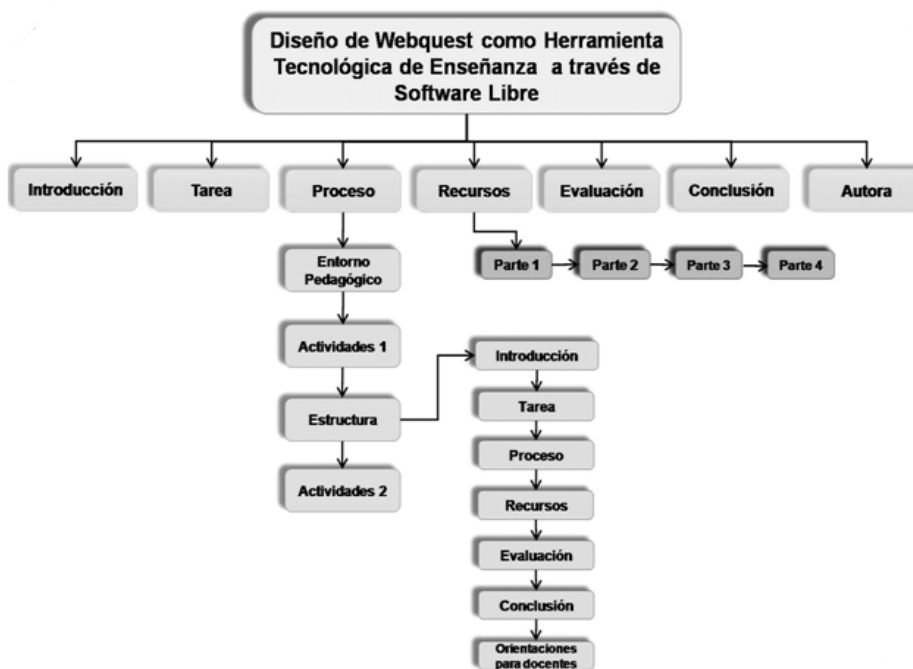 Diseño de Webquest como Herramienta
Tecnológica de Enseñanza a través de
Software Libre
Introducción
Tarea
Proceso
Recursos
Evaluación
Conclusión
Autora
Entorno
Pedagógico
Parte 1
Parte 2
Parte 3
Parte 4
Actividades 1
Estructura
Actividades 2
Introducción
Tarea
Proceso
Recursos
Evaluación
Conclusión
Orientaciones
para docentes